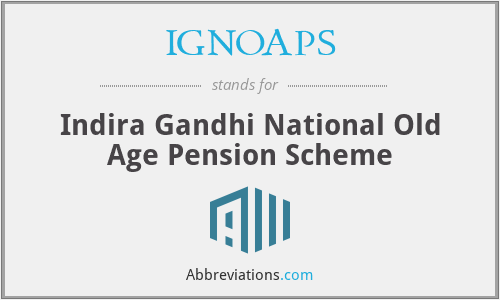 IGNOAPS
stands for
Indira Gandhi National Old
Age Pension Scheme
Abbreviations.com